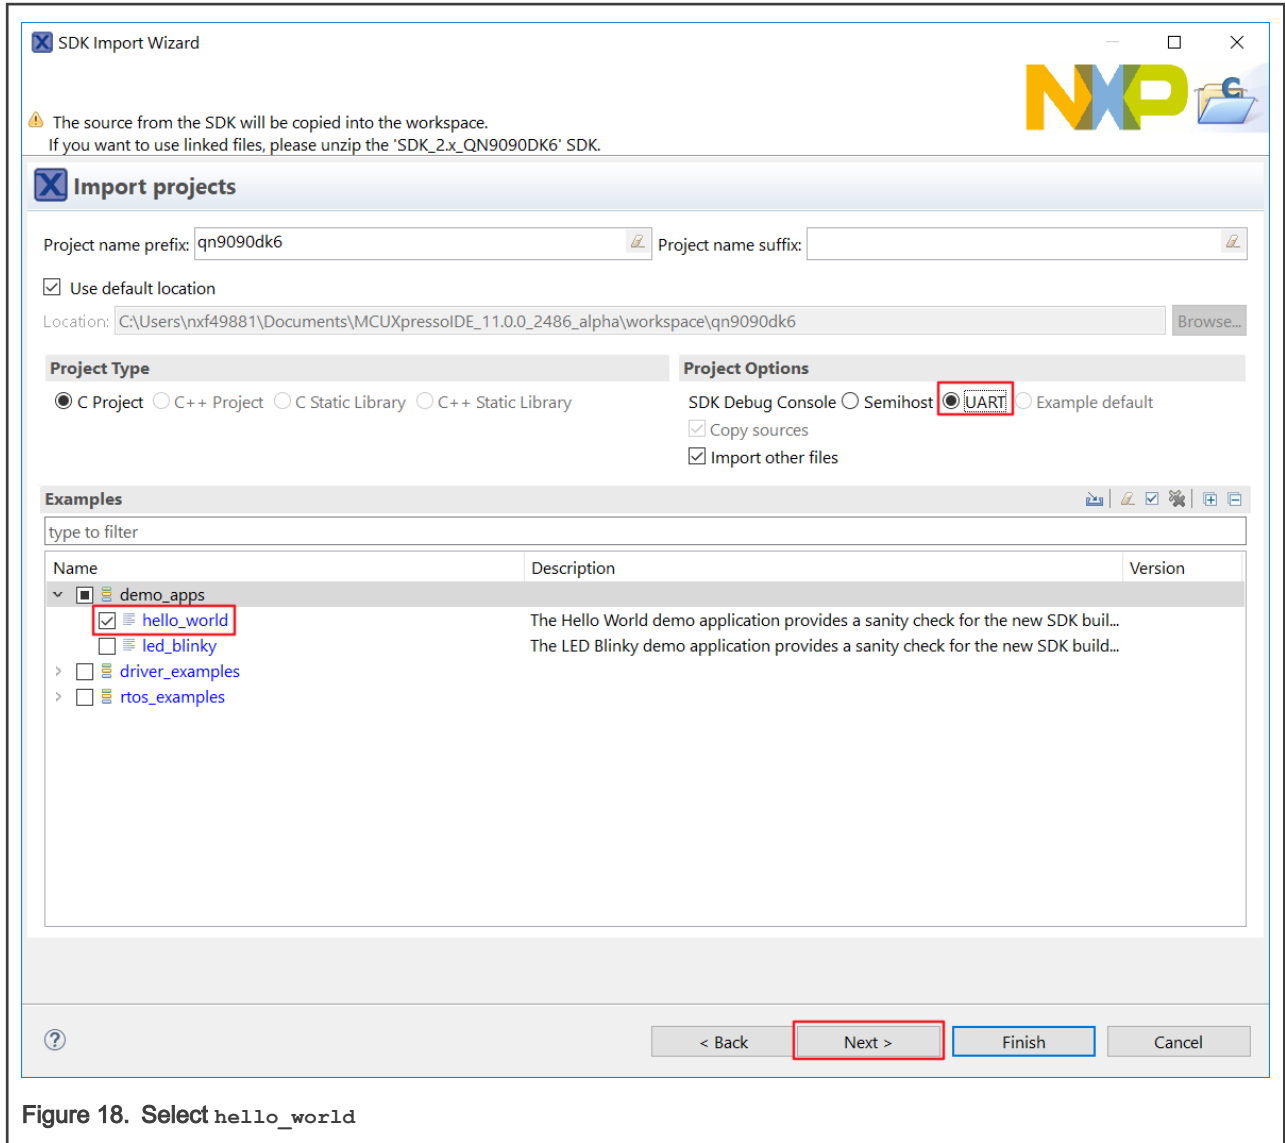 SDK Import Wizard
NXP
The source from the SDK will be copied into the workspace.
If you want to use linked files, please unzip the 'SDK_2.x_QN9090DK6' SDK.
Import projects
Project name prefix: qn9090dk6 Project name suffix:
Use default location
Location: C:\Users\nxf49881\Documents\MCUXpressoIDE_11.0.0_2486_alpha\workspace\qn9090dk6 Browse...
Project Type Project Options
C Project C++ Project C Static Library C++ Static Library SDK Debug Console Semihost UART Example default
Copy sources
Import other files
Examples
type to filter
Name Description Version
demo_apps
hello_world The Hello World demo application provides a sanity check for the new SDK buil...
led_blinky The LED Blinky demo application provides a sanity check for the new SDK build...
driver_examples
rtos_examples
? < Back Next > Finish Cancel
Figure 18. Select hello_world